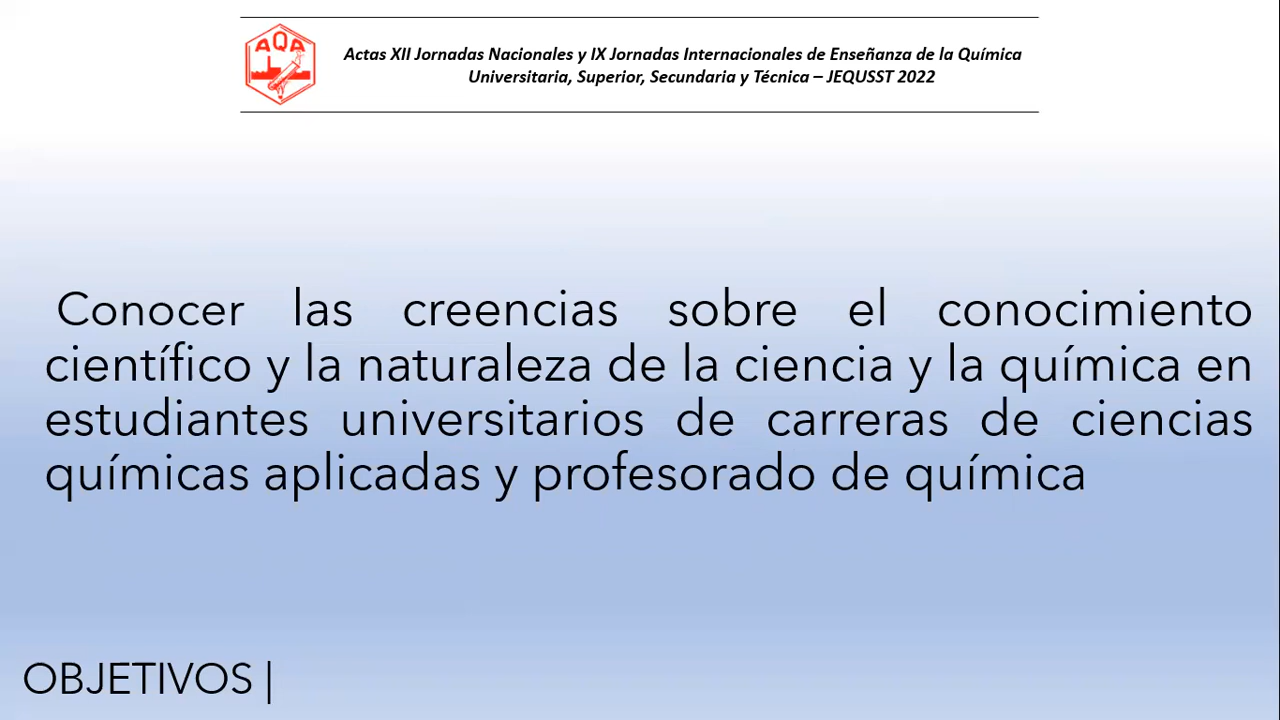 AQA
Actas XII Jornadas Nacionales y IX Jornadas Internacionales de Enseñanza de la Química
Universitaria, Superior, Secundaria y Técnica – JEQUSST 2022
Conocer las creencias sobre el conocimiento
científico y la naturaleza de la ciencia y la química en
estudiantes universitarios de carreras de ciencias
químicas aplicadas y profesorado de química
OBJETIVOS |